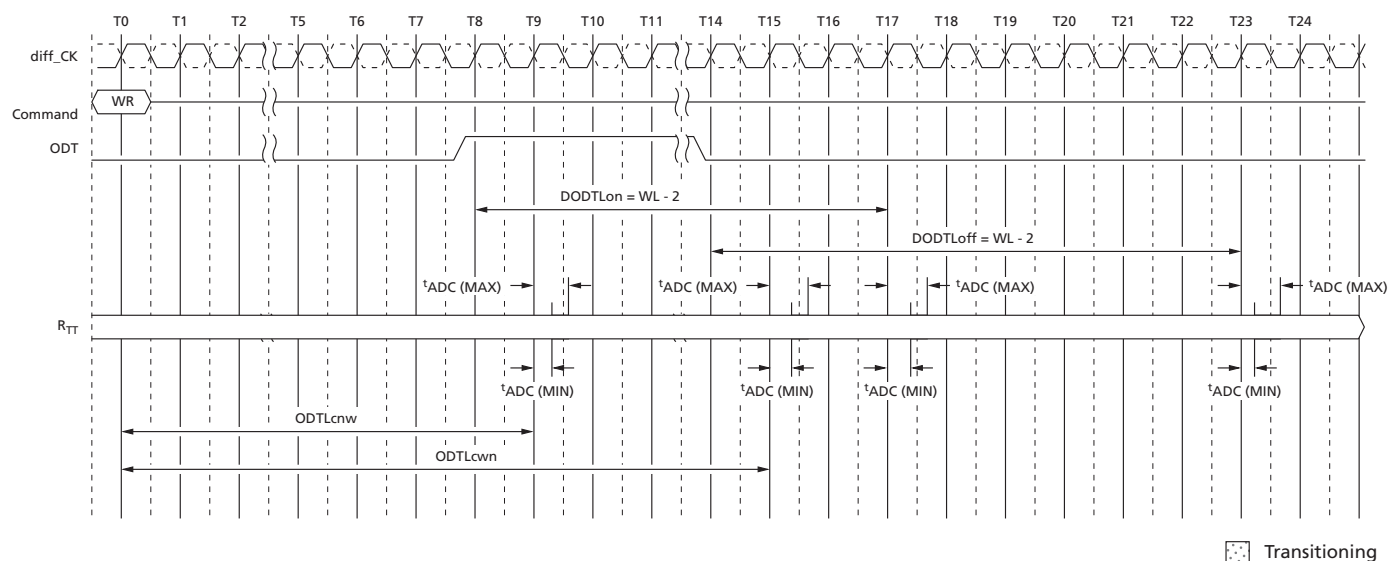 T0 T1 T2 T5 T6 T7 T8 T9 T10 T11 T14 T15 T16 T17 T18 T19 T20 T21 T22 T23 T24
diff_CK
WR
Command
ODT
DODTLon = WL - 2
DODTLoff = WL - 2
tADC (MAX) tADC (MAX) tADC (MAX) tADC (MAX)
RTT
tADC (MIN) tADC (MIN) tADC (MIN) tADC (MIN)
ODTLcnw
ODTLcwn
Transitioning